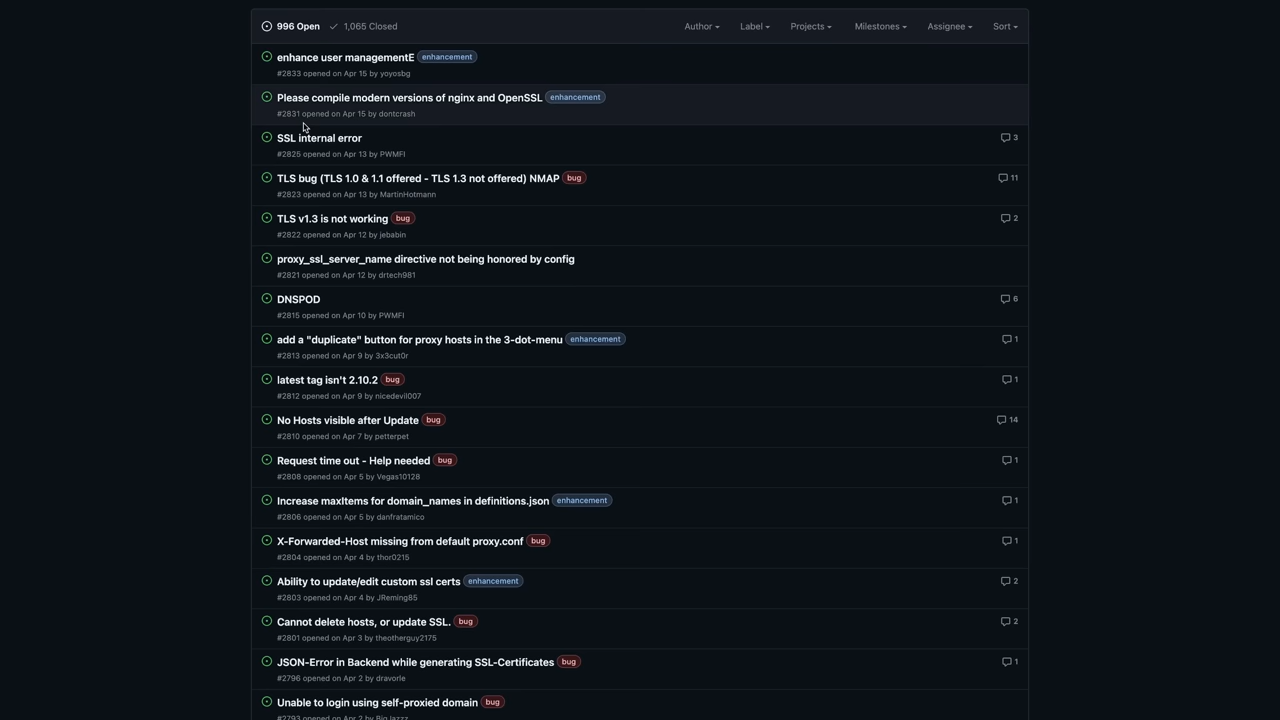 996 Open 1,065 Closed Author Label Projects Milestones Assignee Sort
enhance user managementE enhancement
#2833 opened on Apr 15 by yoyosbg
Please compile modern versions of nginx and OpenSSL enhancement
#2831 opened on Apr 15 by dontcrash
SSL internal error 3
#2825 opened on Apr 13 by PWMFI
TLS bug (TLS 1.0 & 1.1 offered - TLS 1.3 not offered) NMAP bug 11
#2823 opened on Apr 13 by MartinHotmann
TLS v1.3 is not working bug 2
#2822 opened on Apr 12 by jebabin
proxy_ssl_server_name directive not being honored by config
#2821 opened on Apr 12 by drtech981
DNSPOD 6
#2815 opened on Apr 10 by PWMFI
add a "duplicate" button for proxy hosts in the 3-dot-menu enhancement 1
#2813 opened on Apr 9 by 3x3cut0r
latest tag isn't 2.10.2 bug 1
#2812 opened on Apr 9 by nicedevil007
No Hosts visible after Update bug 14
#2810 opened on Apr 7 by petterpet
Request time out - Help needed bug 1
#2808 opened on Apr 5 by Vegas10128
Increase maxItems for domain_names in definitions.json enhancement 1
#2806 opened on Apr 5 by danfratamico
X-Forwarded-Host missing from default proxy.conf bug 1
#2804 opened on Apr 4 by thor0215
Ability to update/edit custom ssl certs enhancement 2
#2803 opened on Apr 4 by JReming85
Cannot delete hosts, or update SSL. bug 2
#2801 opened on Apr 3 by theotherguy2175
JSON-Error in Backend while generating SSL-Certificates bug 1
#2796 opened on Apr 2 by dravorle
Unable to login using self-proxied domain bug
#2793 opened on Apr 2 by